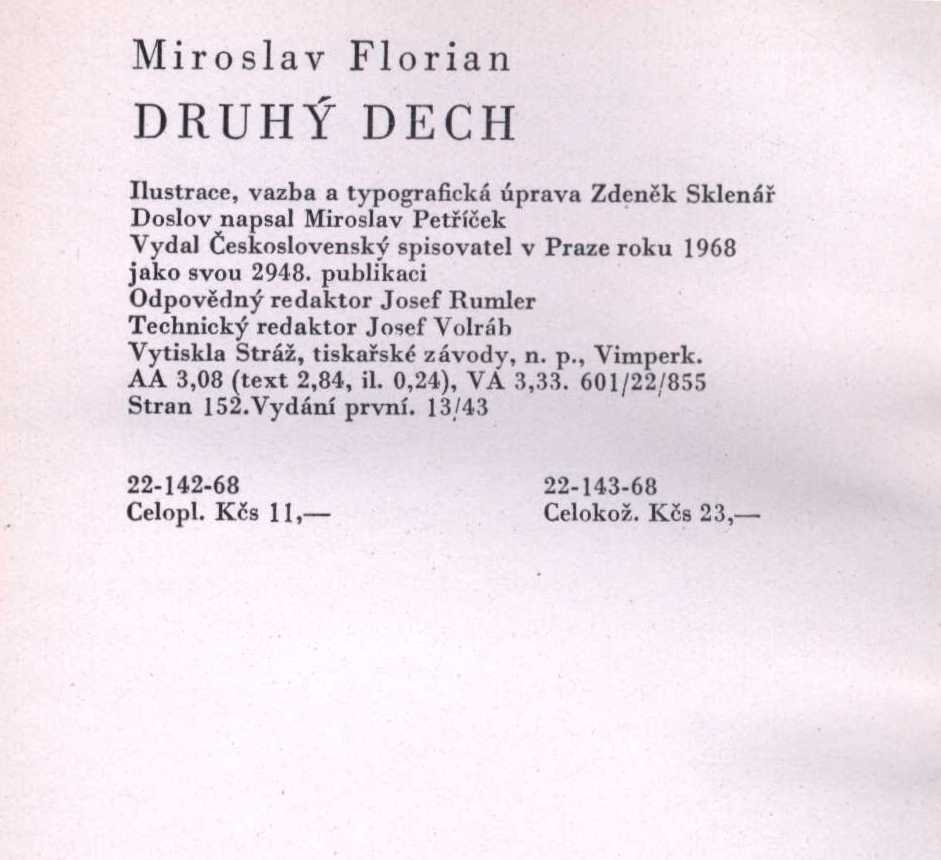 Miroslav Florian
DRUHÝ DECH
Ilustrace, vazba a typografická úprava Zdeněk Sklenář
Doslov napsal Miroslav Petříček
Vydal Československý spisovatel v Praze roku 1968
jako svou 2948. publikaci
Odpovědný redaktor Josef Rumler
Technický redaktor Josef Volráb
Vytiskla Stráž, tiskařské závody, n. p., Vimperk.
AA 3,08 (text 2,84, il. 0,24), VA 3,33. 601/22/855
Stran 152. Vydání první. 13/43
22-142-68
Celopl. Kčs 11,—
22-143-68
Celokož. Kčs 23,—